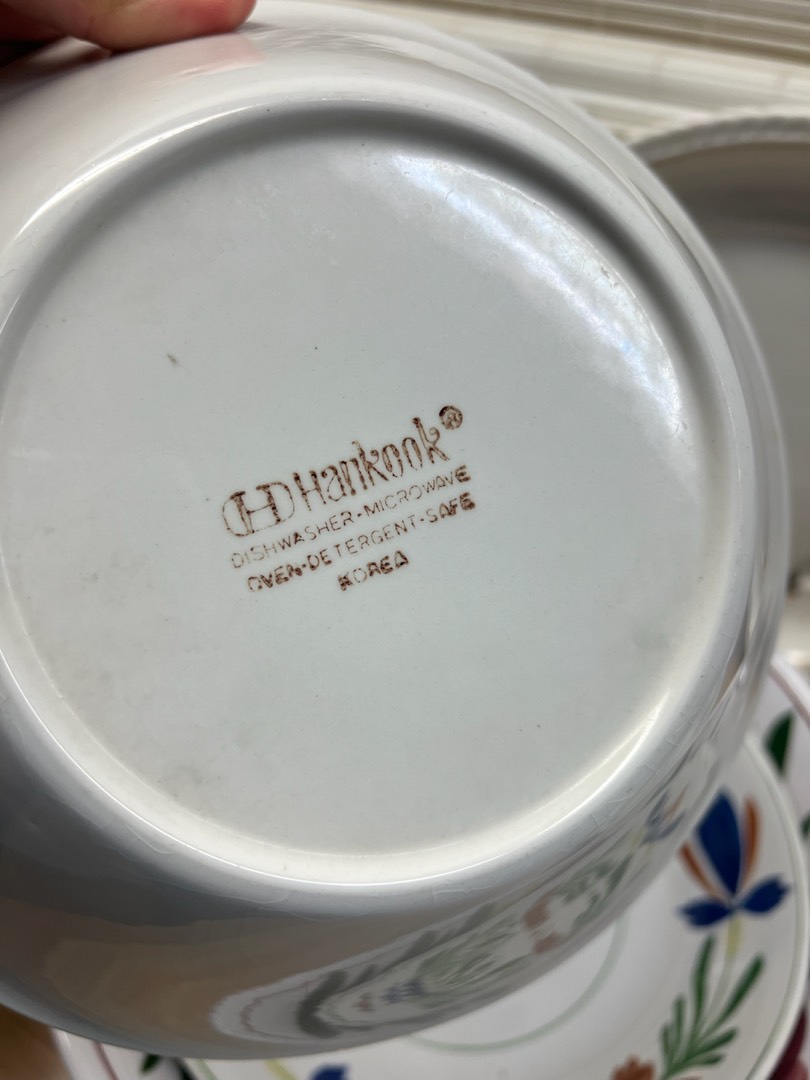 HD Hankook®
DISHWASHER-MICROWAVE
OVEN-DETERGENT-SAFE
KOREA